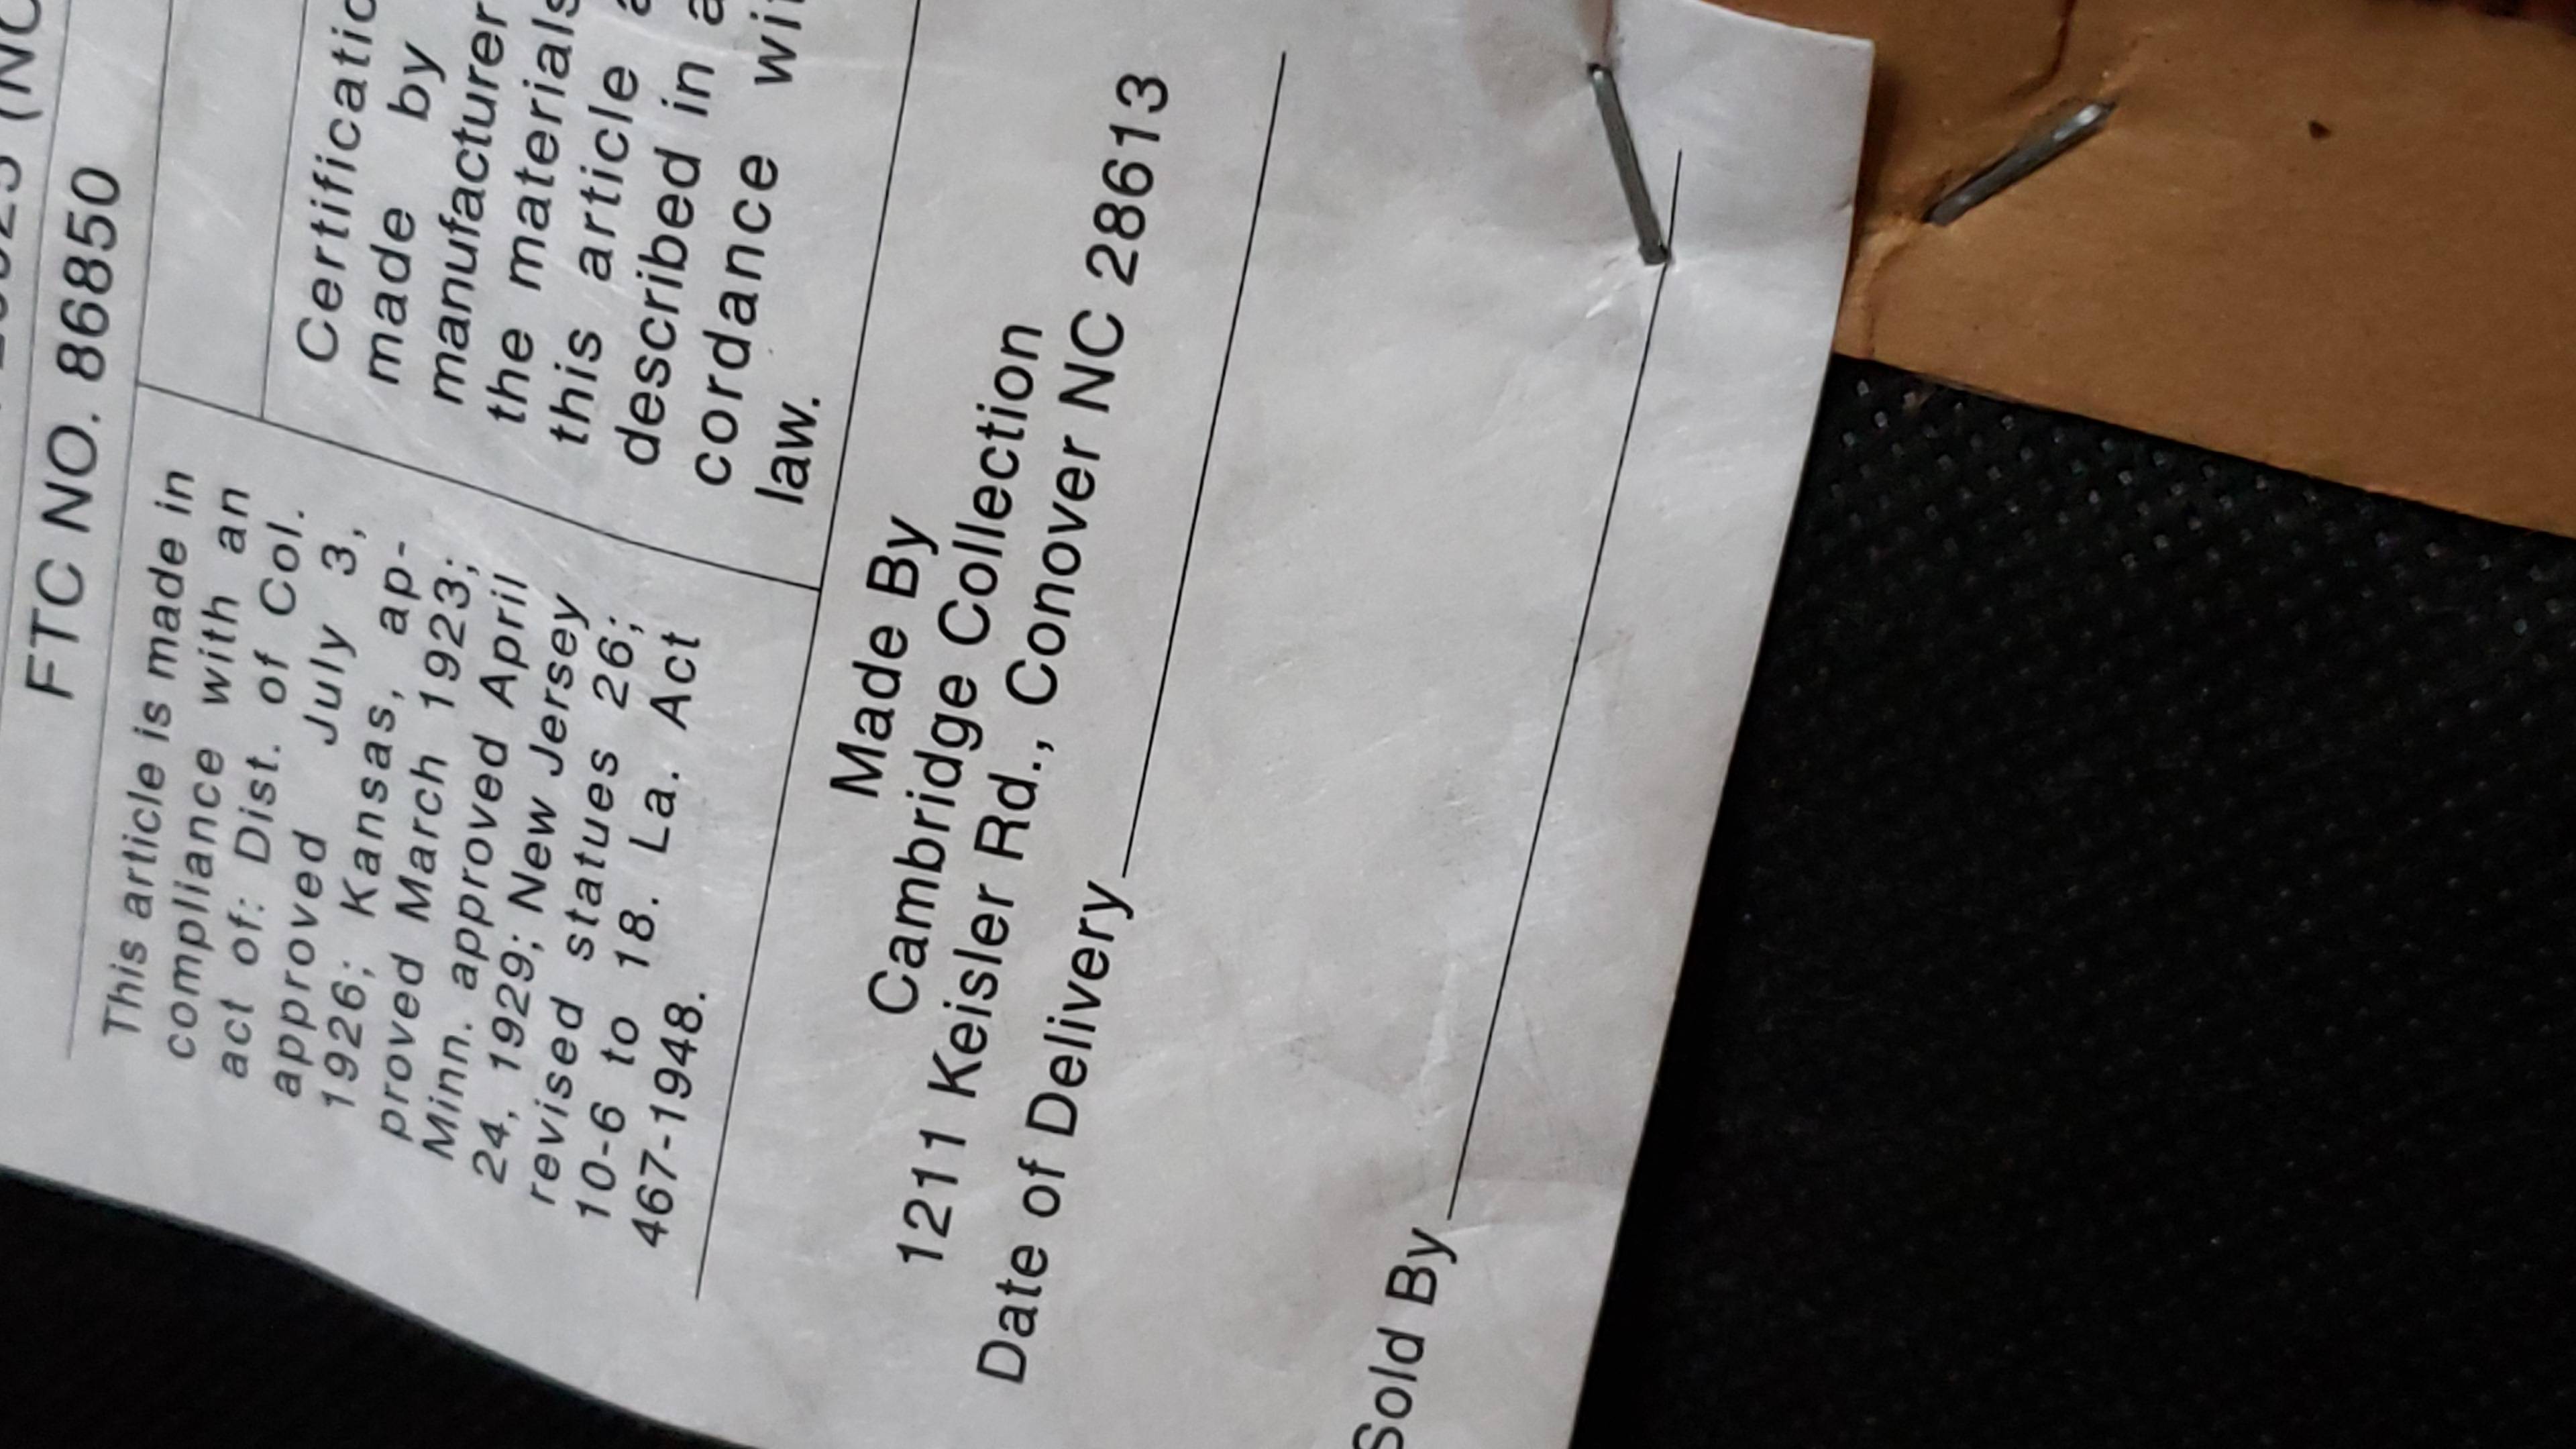 (NC
FTC NO. 86850
This article is made in
compliance with an
act of: Dist. of Col.
approved July 3,
1926; Kansas, ap-
proved March 1923;
Minn. approved April
24, 1929; New Jersey
revised statues 26;
10-6 to 18. La. Act
467-1948.
made by
manufacturer
the materials
this article
described in a
cordance
law.
Made By
Cambridge Collection
1211 Keisler Rd., Conover NC 28613
Date of Delivery
Sold By